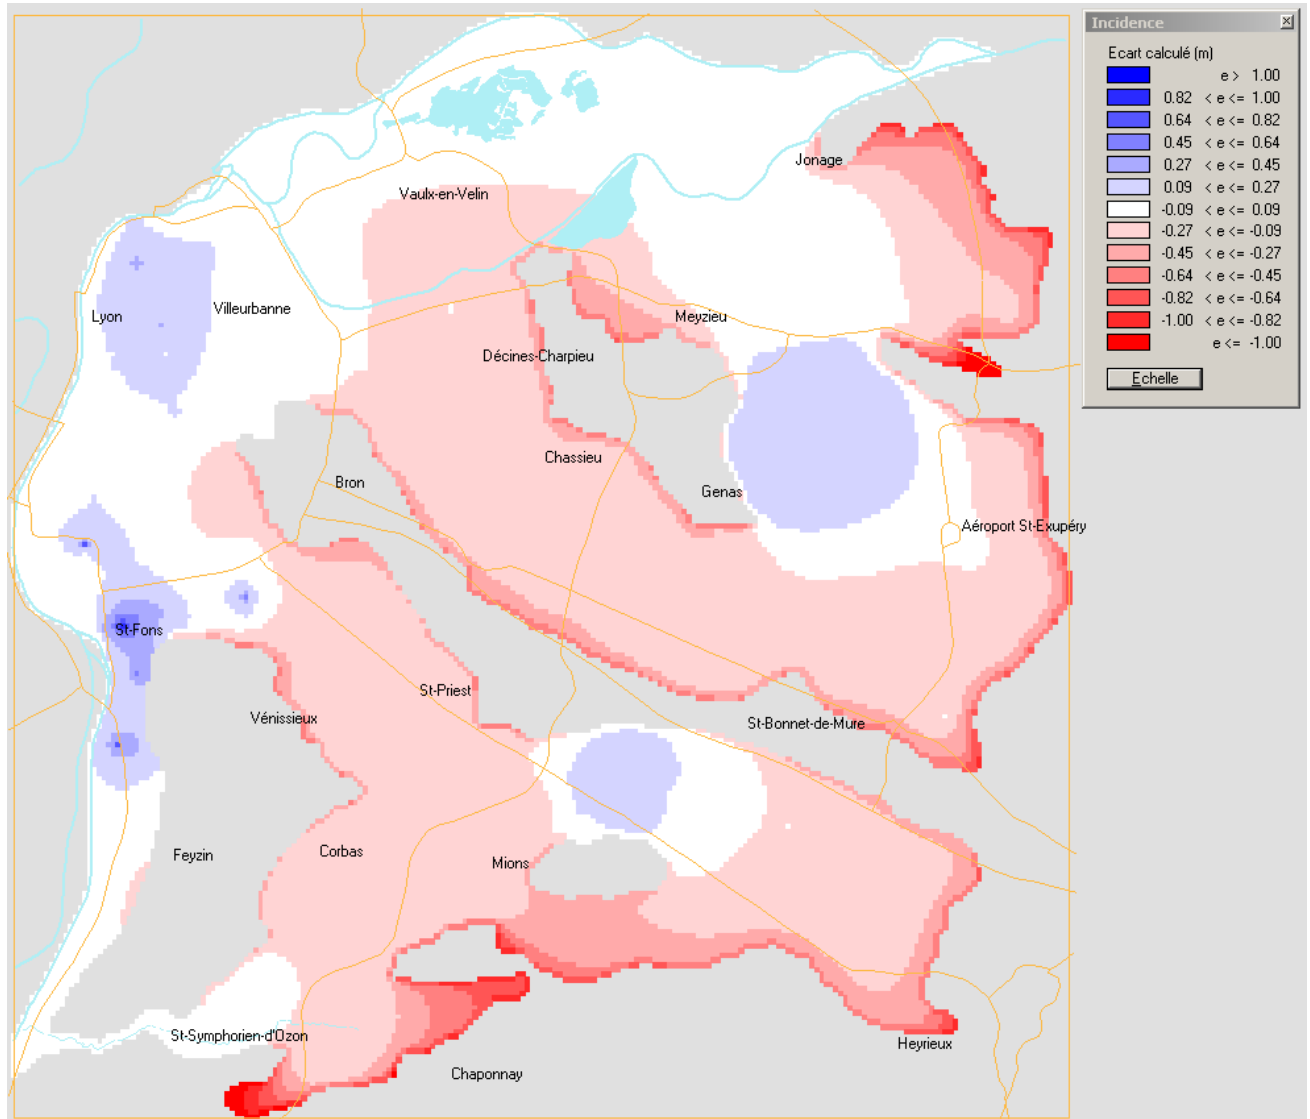 Incidence
Ecart calculé (m)
e > 1.00
0.82 < e <= 1.00
0.64 < e <= 0.82
0.45 < e <= 0.64
0.27 < e <= 0.45
0.09 < e <= 0.27
-0.09 < e <= 0.09
-0.27 < e <= -0.09
-0.45 < e <= -0.27
-0.64 < e <= -0.45
-0.82 < e <= -0.64
-1.00 < e <= -0.82
e <= -1.00
Echelle
Jonage
Vaulx-en-Velin
Lyon
Villeurbanne
Meyzieu
Décines-Charpieu
Chassieu
Bron
Genas
Aéroport St-Exupéry
St-Fons
St-Priest
Vénissieux
St-Bonnet-de-Mure
Feyzin
Corbas
Mions
St-Symphorien-d'Ozon
Heyrieux
Chaponnay